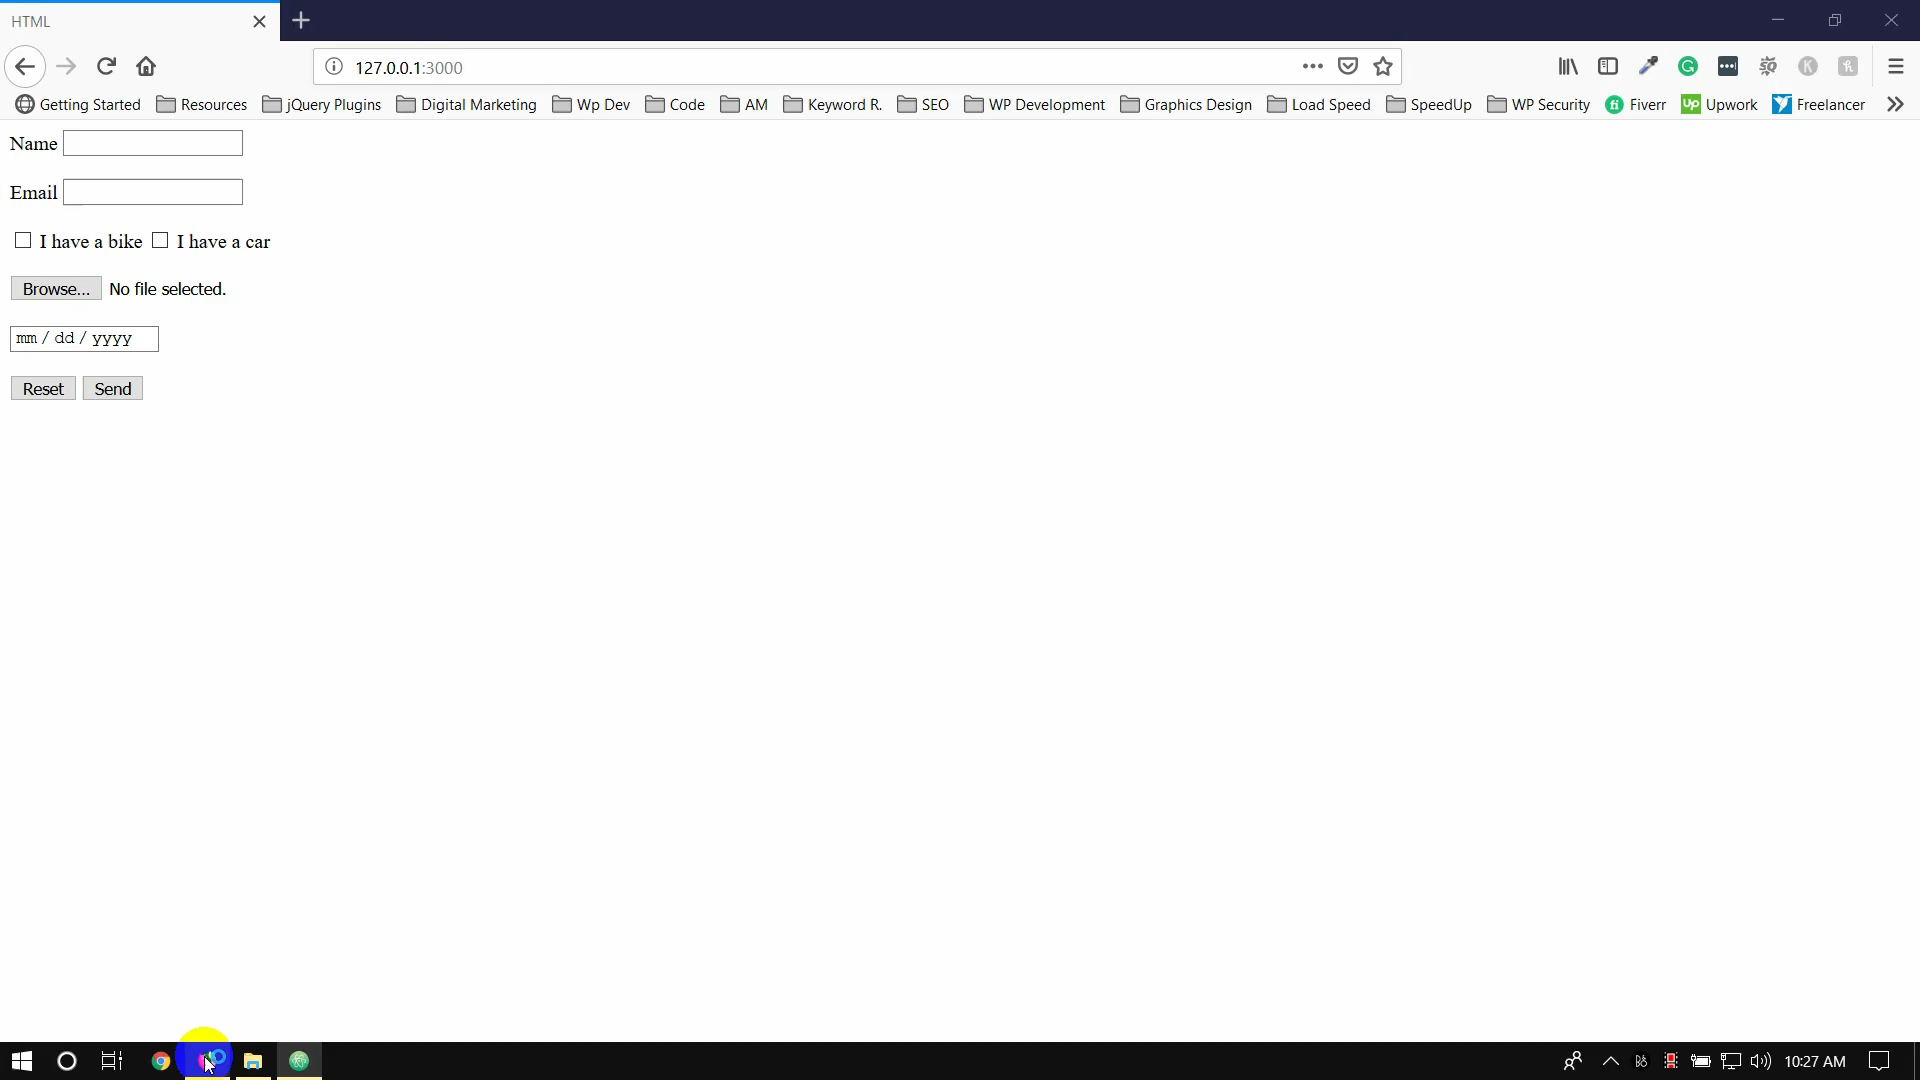 HTML
127.0.0.1:3000
Getting Started Resources jQuery Plugins Digital Marketing Wp Dev Code AM Keyword R. SEO WP Development Graphics Design Load Speed SpeedUp WP Security Fiverr Upwork Freelancer
Name
Email
I have a bike I have a car
Browse... No file selected.
mm / dd / yyyy
Reset Send
10:27 AM